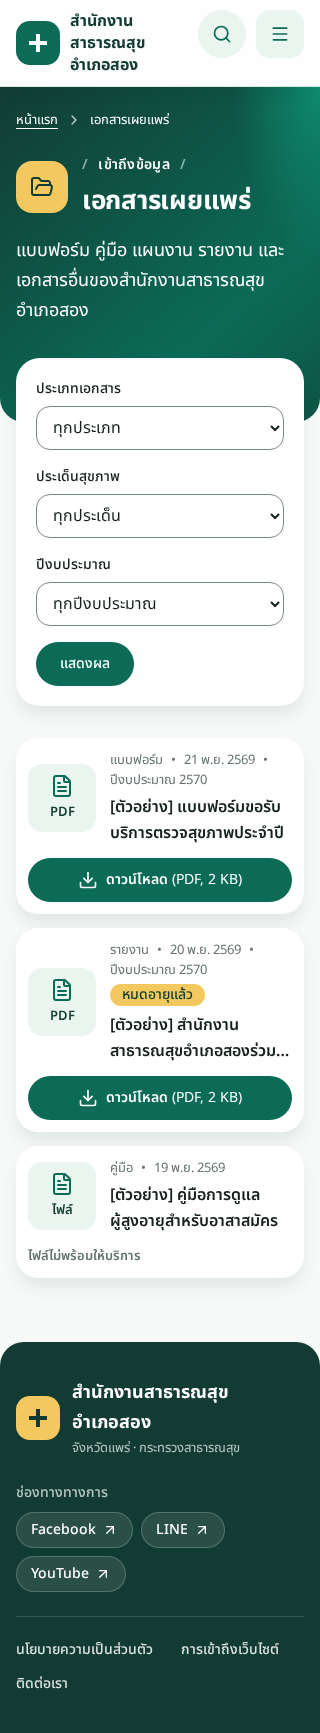 สำนักงาน
สาธารณสุข
อำเภอสอง
หน้าแรก > เอกสารเผยแพร่
/ เข้าถึงข้อมูล /
เอกสารเผยแพร่
แบบฟอร์ม คู่มือ แผนงาน รายงาน และ
เอกสารอื่นของสำนักงานสาธารณสุข
อำเภอสอง
ประเภทเอกสาร
ทุกประเภท
ประเด็นสุขภาพ
ทุกประเด็น
ปีงบประมาณ
ทุกปีงบประมาณ
แสดงผล
แบบฟอร์ม • 21 พ.ย. 2569 •
ปีงบประมาณ 2570
PDF
[ตัวอย่าง] แบบฟอร์มขอรับ
บริการตรวจสุขภาพประจำปี
ดาวน์โหลด (PDF, 2 KB)
รายงาน • 20 พ.ย. 2569 •
ปีงบประมาณ 2570
หมดอายุแล้ว
PDF
[ตัวอย่าง] สำนักงาน
สาธารณสุขอำเภอสองร่วม...
ดาวน์โหลด (PDF, 2 KB)
คู่มือ • 19 พ.ย. 2569
ไฟล์
[ตัวอย่าง] คู่มือการดูแล
ผู้สูงอายุสำหรับอาสาสมัคร
ไฟล์ไม่พร้อมให้บริการ
สำนักงานสาธารณสุข
อำเภอสอง
จังหวัดแพร่ · กระทรวงสาธารณสุข
ช่องทางทางการ
Facebook
LINE
YouTube
นโยบายความเป็นส่วนตัว
การเข้าถึงเว็บไซต์
ติดต่อเรา